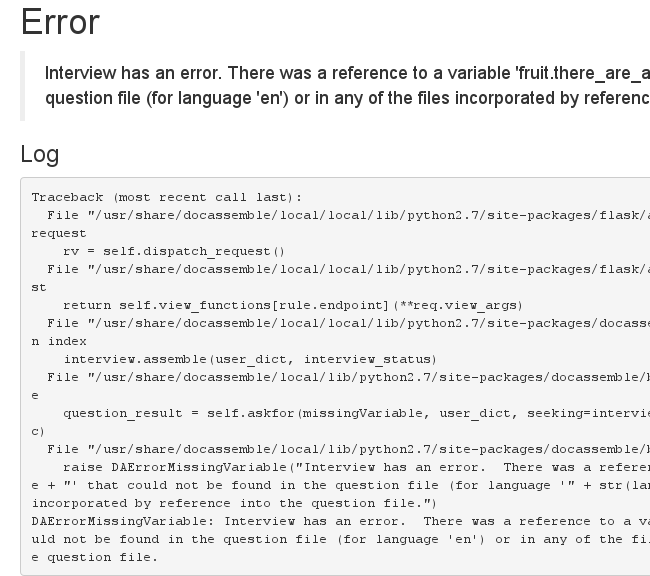 Error
Interview has an error. There was a reference to a variable 'fruit.there_are_a
question file (for language 'en') or in any of the files incorporated by referenc
Log
Traceback (most recent call last):
  File "/usr/share/docassemble/local/local/lib/python2.7/site-packages/flask/a
request
    rv = self.dispatch_request()
  File "/usr/share/docassemble/local/local/lib/python2.7/site-packages/flask/a
st
    return self.view_functions[rule.endpoint](**req.view_args)
  File "/usr/share/docassemble/local/local/lib/python2.7/site-packages/docasse
n index
    interview.assemble(user_dict, interview_status)
  File "/usr/share/docassemble/local/lib/python2.7/site-packages/docassemble/b
e
    question_result = self.askfor(missingVariable, user_dict, seeking=intervie
c)
  File "/usr/share/docassemble/local/lib/python2.7/site-packages/docassemble/b
    raise DAErrorMissingVariable("Interview has an error.  There was a referen
e + "' that could not be found in the question file (for language '" + str(lan
incorporated by reference into the question file.")
DAErrorMissingVariable: Interview has an error.  There was a reference to a va
uld not be found in the question file (for language 'en') or in any of the fil
e question file.